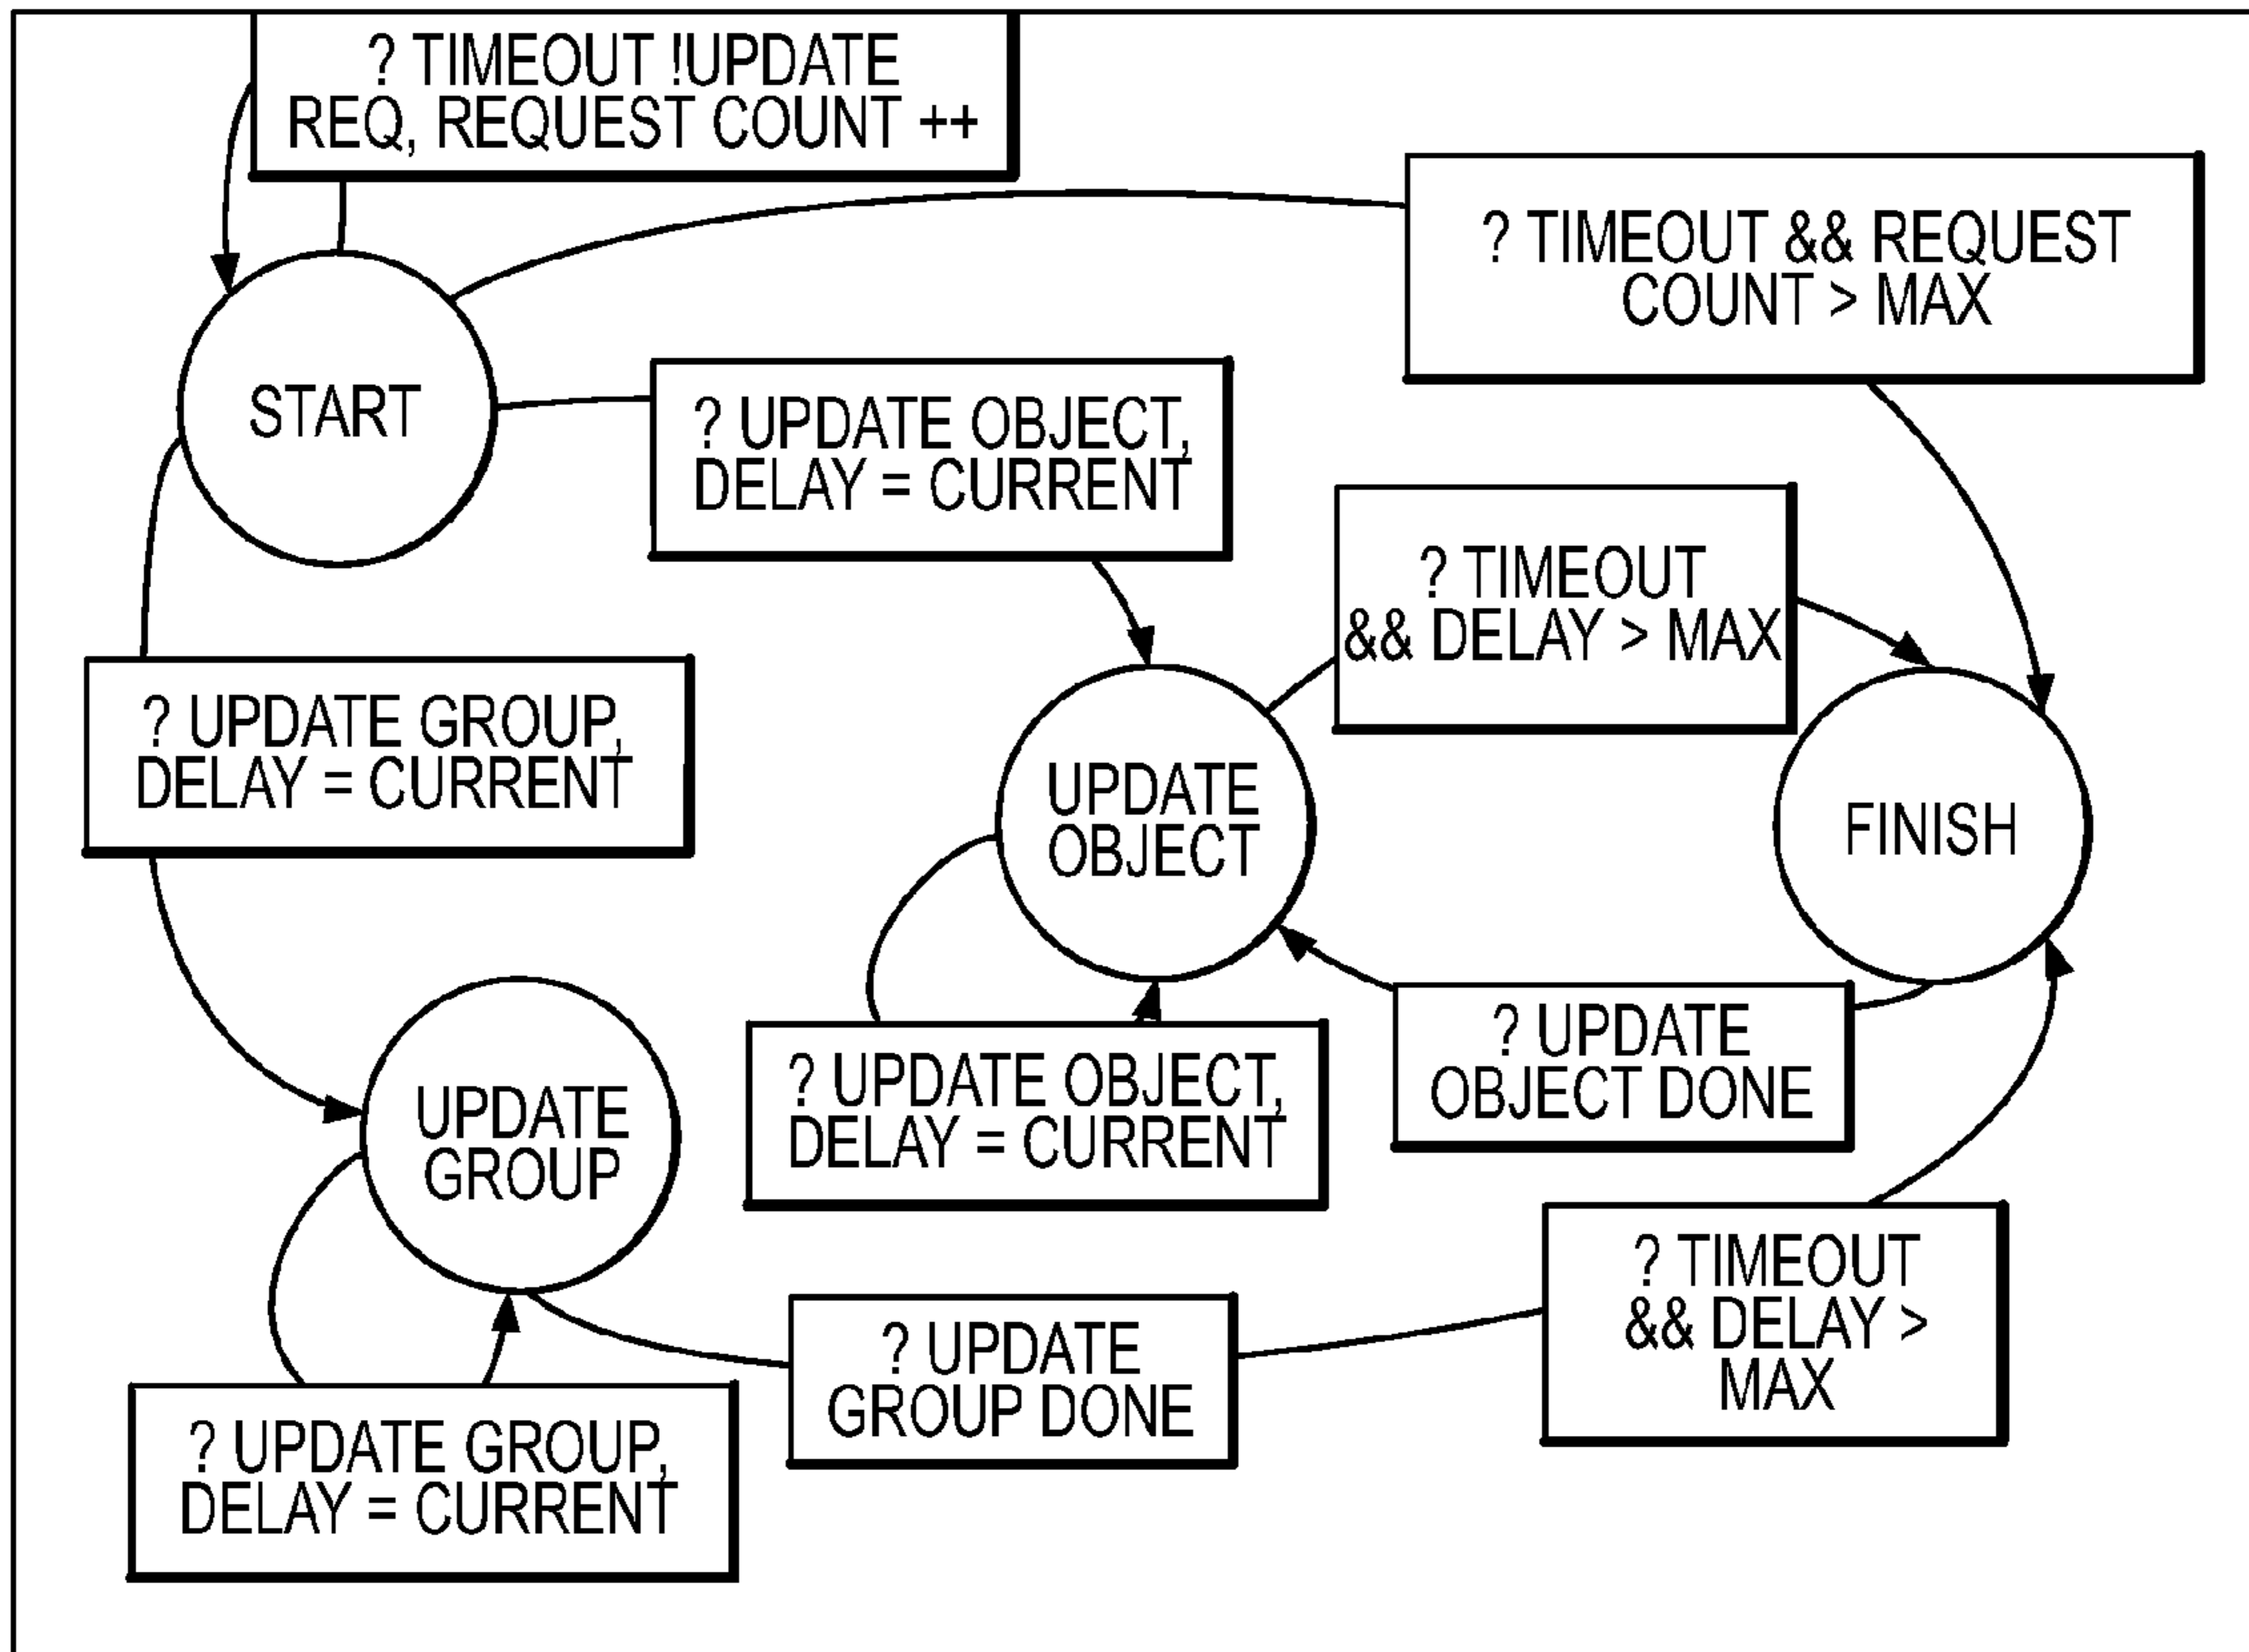 ? TIMEOUT !UPDATE
REQ, REQUEST COUNT ++
? TIMEOUT && REQUEST
COUNT > MAX
START
? UPDATE OBJECT,
DELAY = CURRENT
? TIMEOUT
&& DELAY > MAX
? UPDATE GROUP,
DELAY = CURRENT
UPDATE
OBJECT
FINISH
? UPDATE
OBJECT DONE
? UPDATE OBJECT,
DELAY = CURRENT
UPDATE
GROUP
? TIMEOUT
&& DELAY >
MAX
? UPDATE
GROUP DONE
? UPDATE GROUP,
DELAY = CURRENT